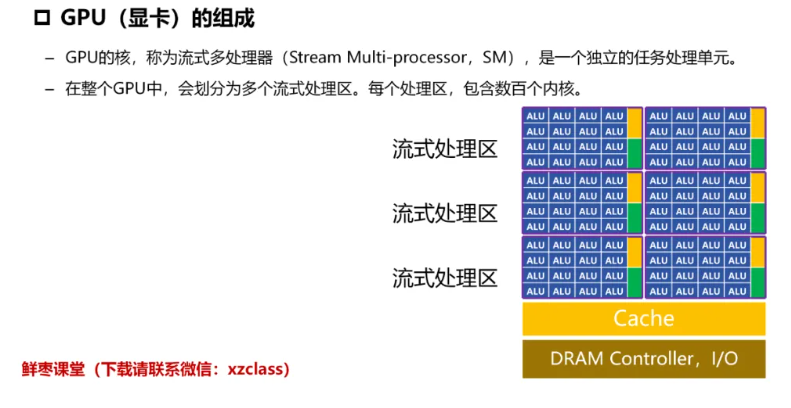 GPU（显卡）的组成
– GPU的核，称为流式多处理器（Stream Multi-processor，SM），是一个独立的任务处理单元。
– 在整个GPU中，会划分为多个流式处理区。每个处理区，包含数百个内核。
ALU ALU ALU ALU ALU ALU ALU ALU
ALU ALU ALU ALU ALU ALU ALU ALU
流式处理区 ALU ALU ALU ALU ALU ALU ALU ALU
ALU ALU ALU ALU ALU ALU ALU ALU
ALU ALU ALU ALU ALU ALU ALU ALU
ALU ALU ALU ALU ALU ALU ALU ALU
流式处理区 ALU ALU ALU ALU ALU ALU ALU ALU
ALU ALU ALU ALU ALU ALU ALU ALU
ALU ALU ALU ALU ALU ALU ALU ALU
ALU ALU ALU ALU ALU ALU ALU ALU
流式处理区 ALU ALU ALU ALU ALU ALU ALU ALU
ALU ALU ALU ALU ALU ALU ALU ALU
Cache
DRAM Controller，I/O
鲜枣课堂（下载请联系微信：xzclass）